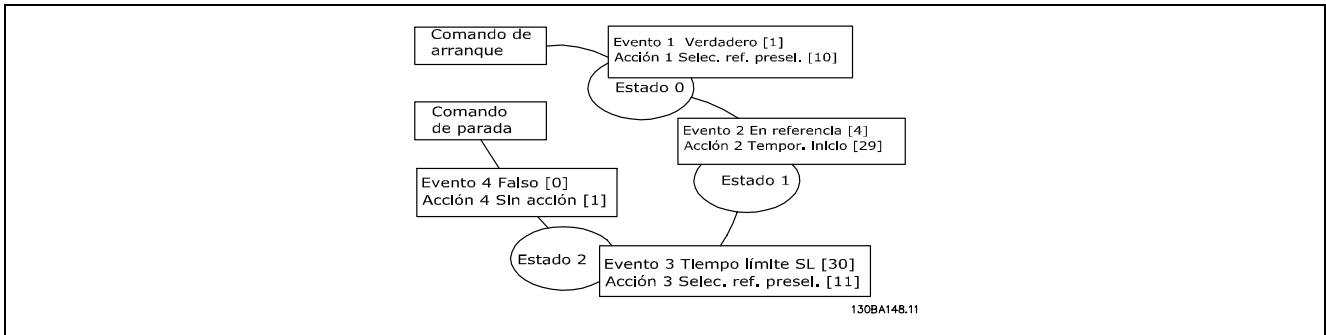 Comando de
arranque
Evento 1 Verdadero [1]
Acción 1 Selec. ref. presel. [10]
Estado 0
Comando
de parada
Evento 2 En referencia [4]
Acción 2 Tempor. Inicio [29]
Estado 1
Evento 4 Falso [0]
Acción 4 Sin acción [1]
Estado 2
Evento 3 Tiempo límite SL [30]
Acción 3 Selec. ref. presel. [11]
130BA148.11